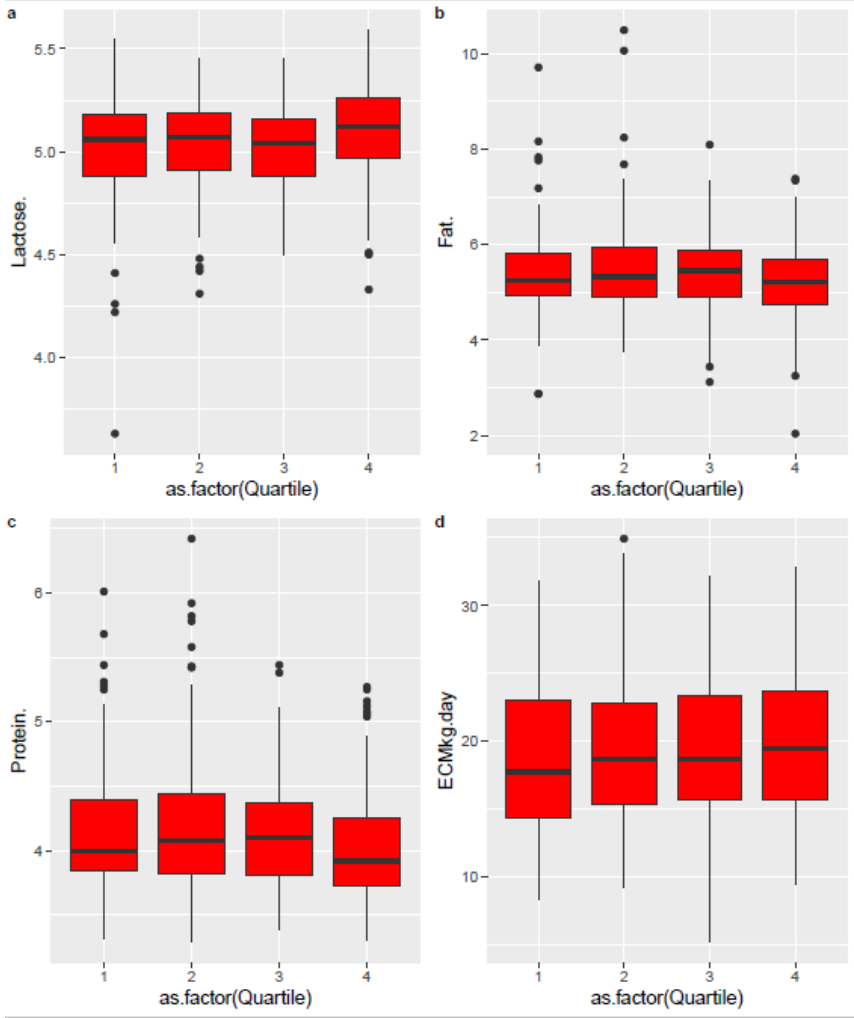 a
Lactose.
5.5
5.0
4.5
4.0
1 2 3 4
as.factor(Quartile)
b
Fat.
10
8
6
4
2
1 2 3 4
as.factor(Quartile)
c
Protein.
6
5
4
1 2 3 4
as.factor(Quartile)
d
ECMkg.day
30
20
10
1 2 3 4
as.factor(Quartile)